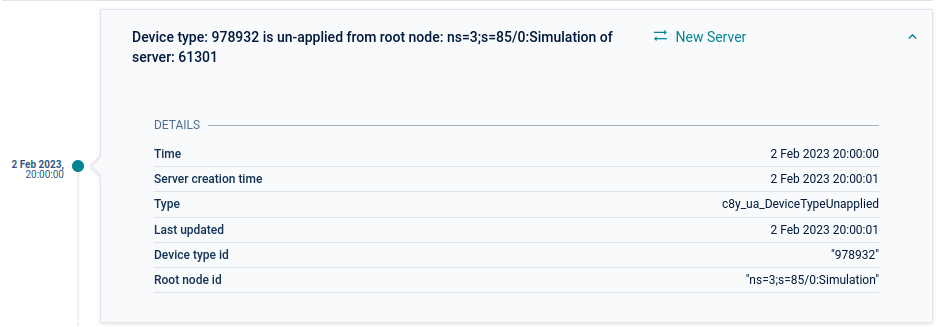 Device type: 978932 is un-applied from root node: ns=3;s=85/0:Simulation of
server: 61301
New Server
DETAILS
2 Feb 2023,
20:00:00
Time 2 Feb 2023 20:00:00
Server creation time 2 Feb 2023 20:00:01
Type c8y_ua_DeviceTypeUnapplied
Last updated 2 Feb 2023 20:00:01
Device type id "978932"
Root node id "ns=3;s=85/0:Simulation"